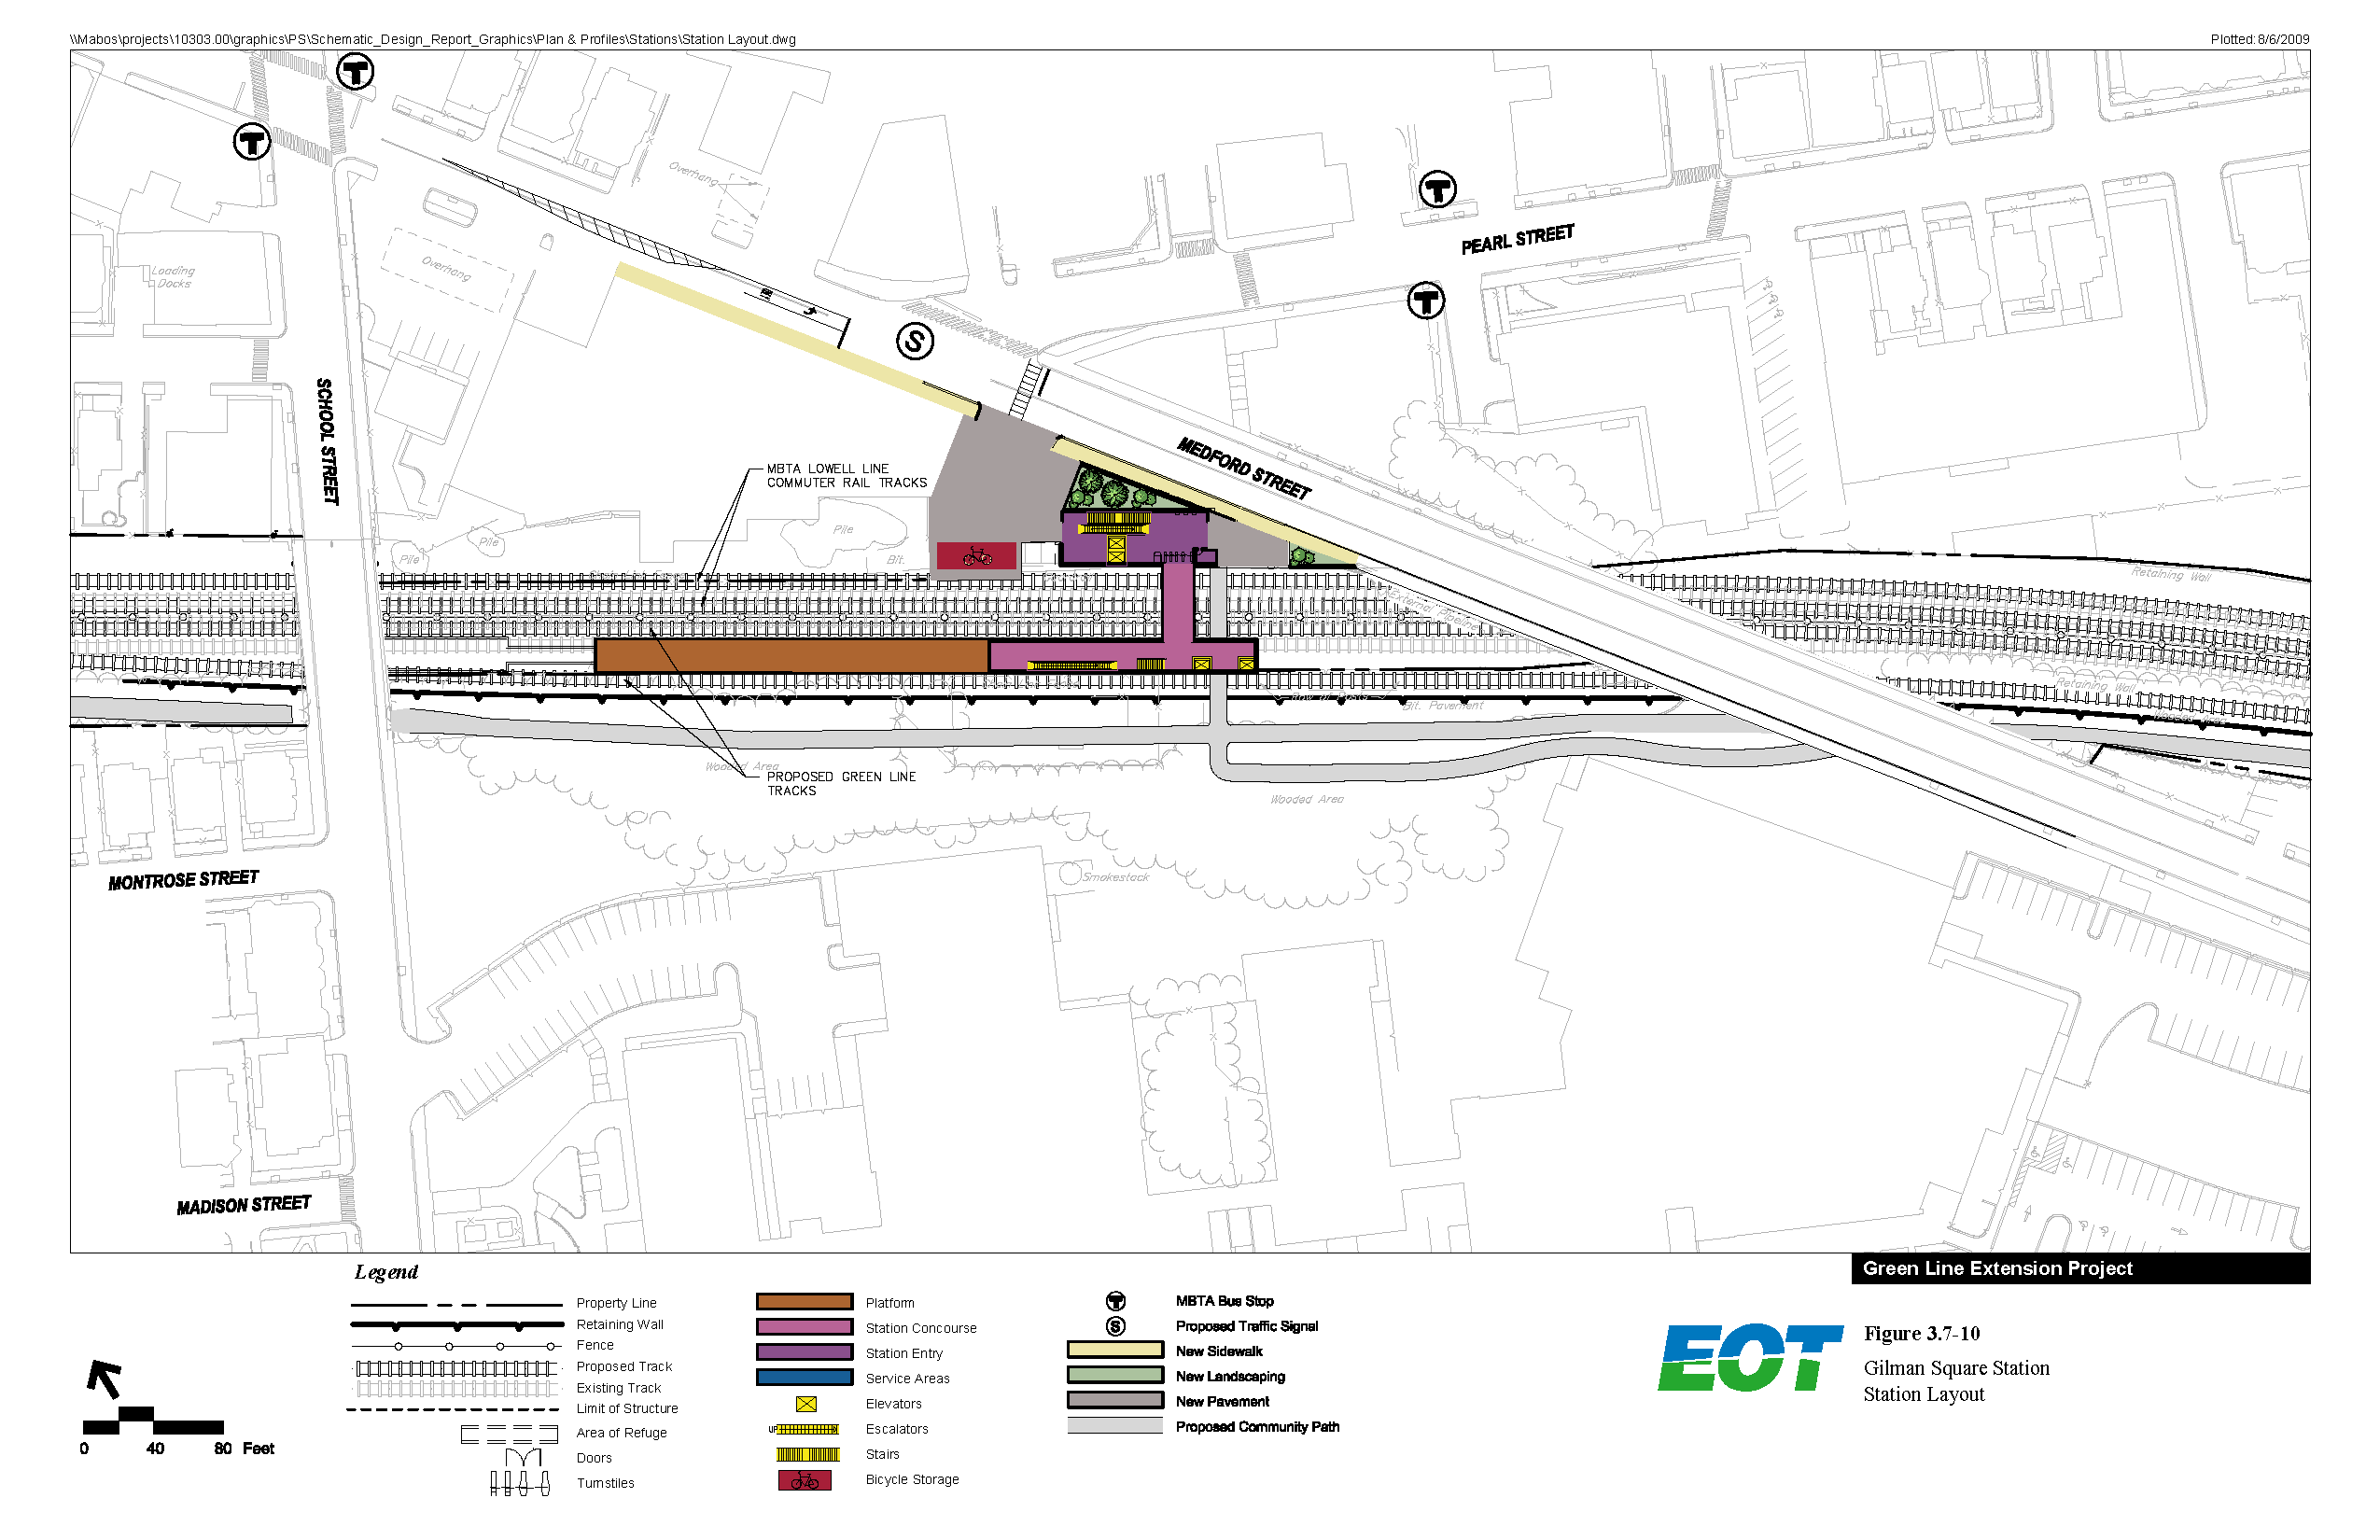 \\Mabos\projects\10303.00\graphics\PS\Schematic_Design_Report_Graphics\Plan & Profiles\Stations\Station Layout.dwg
Plotted: 8/6/2009
T
T
Overhang
T
PEARL STREET
Overhang
Loading
Docks
T
S
SCHOOL STREET
MEDFORD STREET
MBTA LOWELL LINE
COMMUTER RAIL TRACKS
Pile
Pile
Pile
Bit.
Retaining Wall
Retaining Wall
Row of Posts
Bit. Pavement
Wooded Area
Wooded Area
PROPOSED GREEN LINE
TRACKS
Wooded Area
MONTROSE STREET
Smokestack
MADISON STREET
Legend
Property Line
Retaining Wall
Fence
Proposed Track
Existing Track
Limit of Structure
Area of Refuge
Doors
Turnstiles
Platform
Station Concourse
Station Entry
Service Areas
Elevators
UP
Escalators
Stairs
Bicycle Storage
T MBTA Bus Stop
S Proposed Traffic Signal
New Sidewalk
New Landscaping
New Pavement
Proposed Community Path
0 40 80 Feet
Green Line Extension Project
EOT
Figure 3.7-10
Gilman Square Station
Station Layout